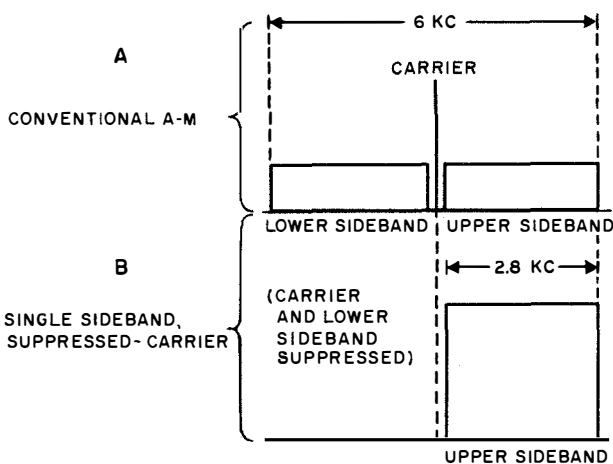 6 KC
A
CARRIER
CONVENTIONAL A-M
LOWER SIDEBAND
UPPER SIDEBAND
B
2.8 KC
(CARRIER
AND LOWER
SIDEBAND
SUPPRESSED)
SINGLE SIDEBAND,
SUPPRESSED-CARRIER
UPPER SIDEBAND